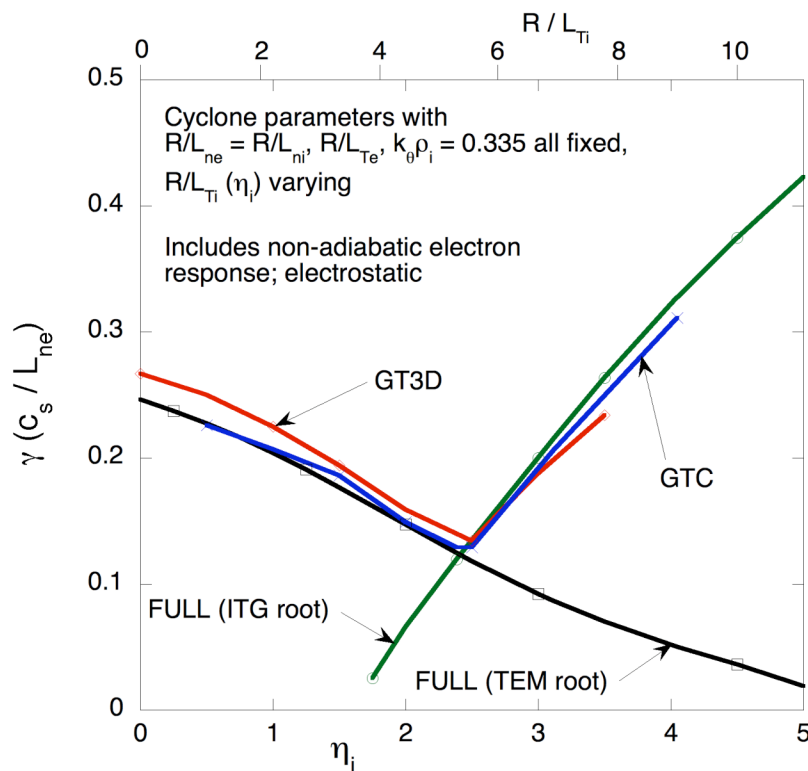 R / L_Ti
0 2 4 6 8 10
0.5
Cyclone parameters with
R/L_ne = R/L_ni, R/L_Te, k_θρ_i = 0.335 all fixed,
R/L_Ti (η_i) varying
Includes non-adiabatic electron
response; electrostatic
0.4
0.3
γ (c_s / L_ne)
GT3D
0.2
GTC
0.1
FULL (ITG root)
FULL (TEM root)
0
0 1 2 3 4 5
η_i